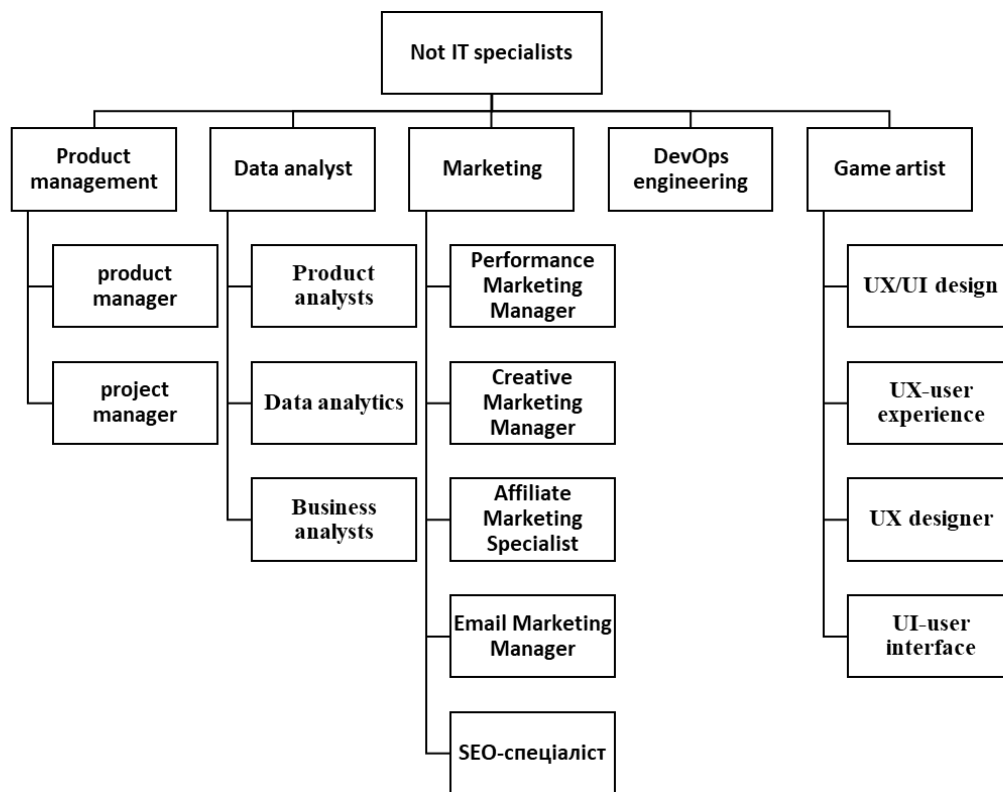 Not IT specialists
Product
management
Data analyst
Marketing
DevOps
engineering
Game artist
product
manager
project
manager
Product
analysts
Data analytics
Business
analysts
Performance
Marketing
Manager
Creative
Marketing
Manager
Affiliate
Marketing
Specialist
Email Marketing
Manager
SEO-спеціаліст
UX/UI design
UX-user
experience
UX designer
UI-user
interface